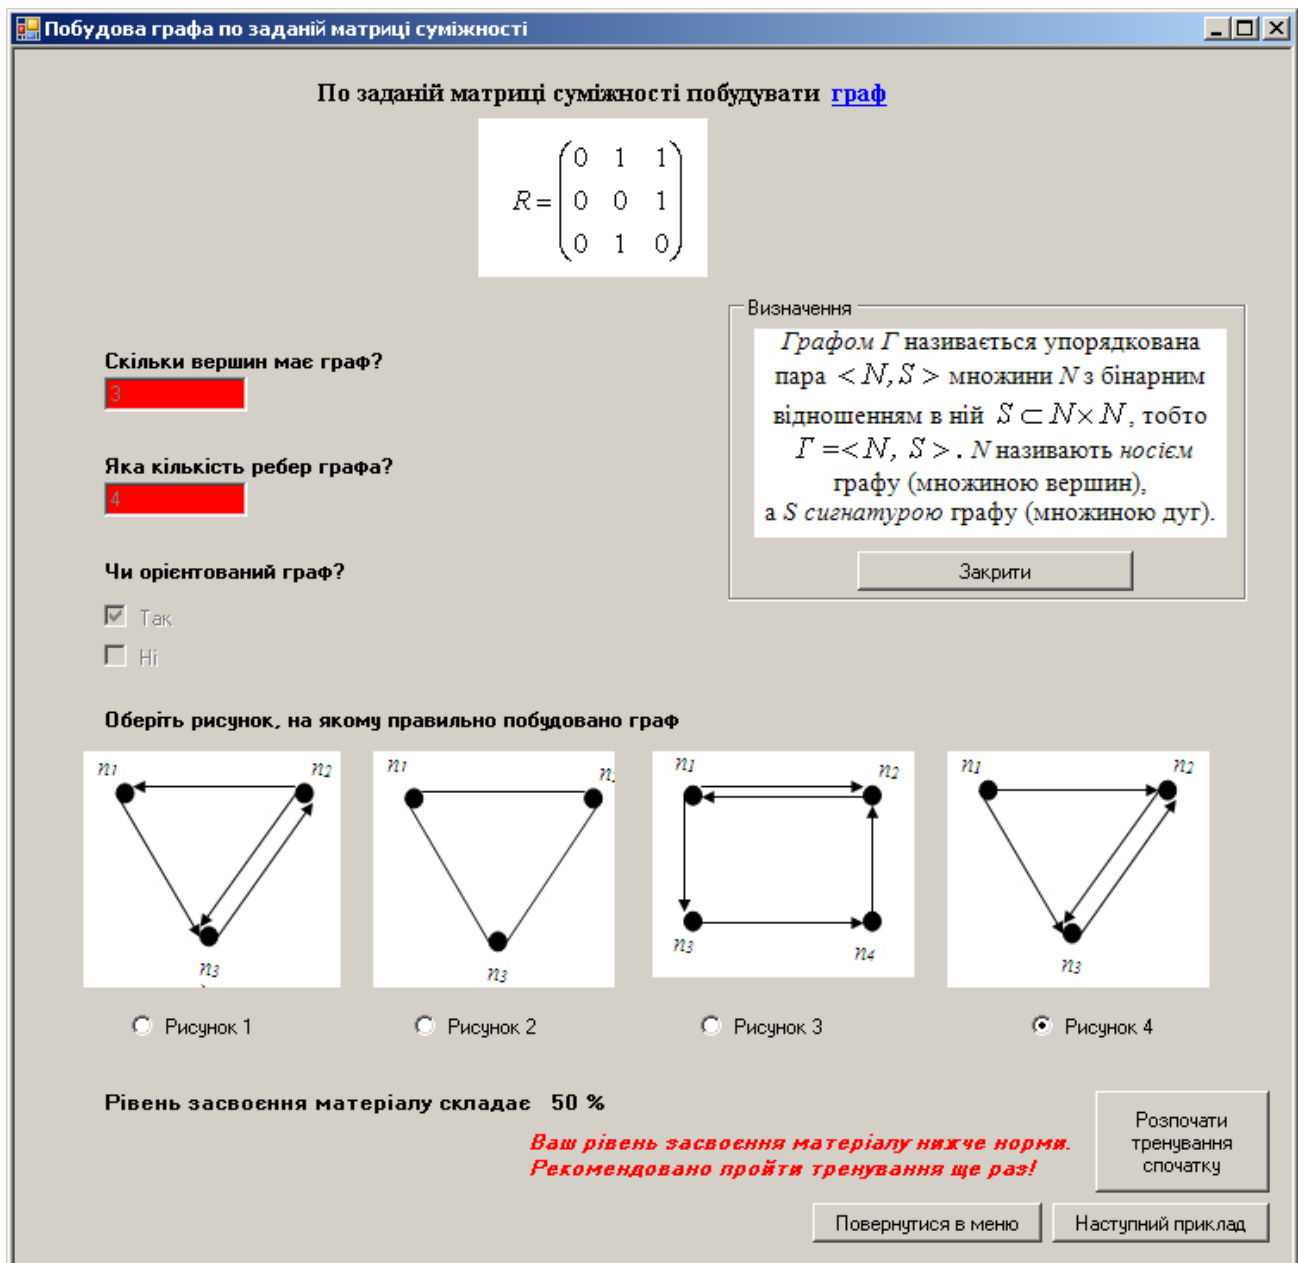 Побудова графа по заданій матриці суміжності
По заданій матриці суміжності побудувати граф
R = (0 1 1
0 0 1
0 1 0)
Визначення
Графом Г називається упорядкована
пара < N, S > множини N з бінарним
відношенням в ній S ⊂ N × N, тобто
Г =< N, S >. N називають носієм
графу (множиною вершин),
а S сигнатурою графу (множиною дуг).
Закрити
Скільки вершин має граф?
3
Яка кількість ребер графа?
4
Чи орієнтований граф?
Так
Ні
Оберіть рисунок, на якому правильно побудовано граф
n1 n2
n3
n1 n
n3
n1 n2
n3 n4
n1 n2
n3
Рисунок 1 Рисунок 2 Рисунок 3 Рисунок 4
Рівень засвоєння матеріалу складає 50 %
Ваш рівень засвоєння матеріалу нижче норми.
Рекомендовано пройти тренування ще раз!
Розпочати
тренування
спочатку
Повернутися в меню Наступний приклад